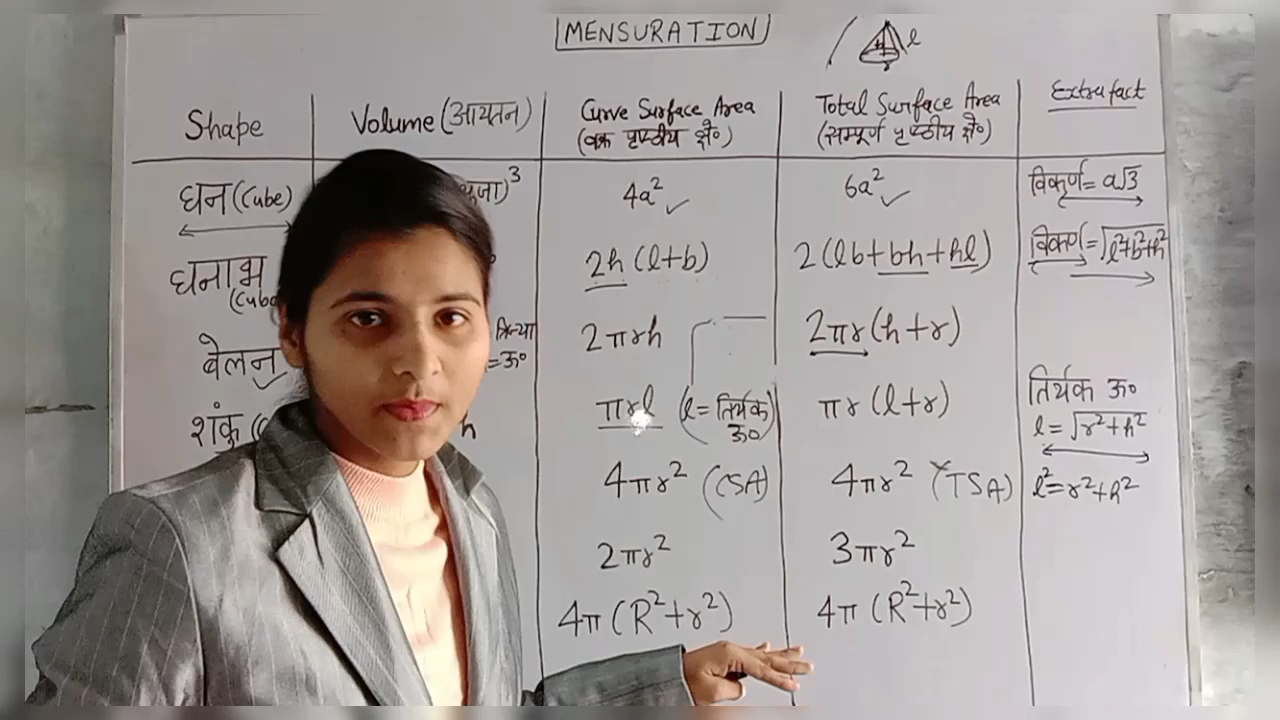 MENSURATION
l
Shape
Volume (आयतन)
Curve Surface Area
(वक्र पृष्ठीय क्षे०)
Total Surface Area
(सम्पूर्ण पृष्ठीय क्षे०)
Extra fact
घन (Cube)
)³
4a²
6a²
विकर्ण = a√3
घनाभ
2h (l+b)
2 (lb+bh+hl)
विकर्ण = √l²+b²+h²
बेलन
त्रिज्या
=ऊ०
2πrh
2πr (h+r)
शंकु
h
πrl (l = तिर्यक
ऊ०)
πr (l+r)
तिर्यक ऊ०
l = √r²+h²
4πr² (CSA)
4πr² (TSA)
l²=r²+h²
2πr²
3πr²
4π (R²+r²)
4π (R²+r²)